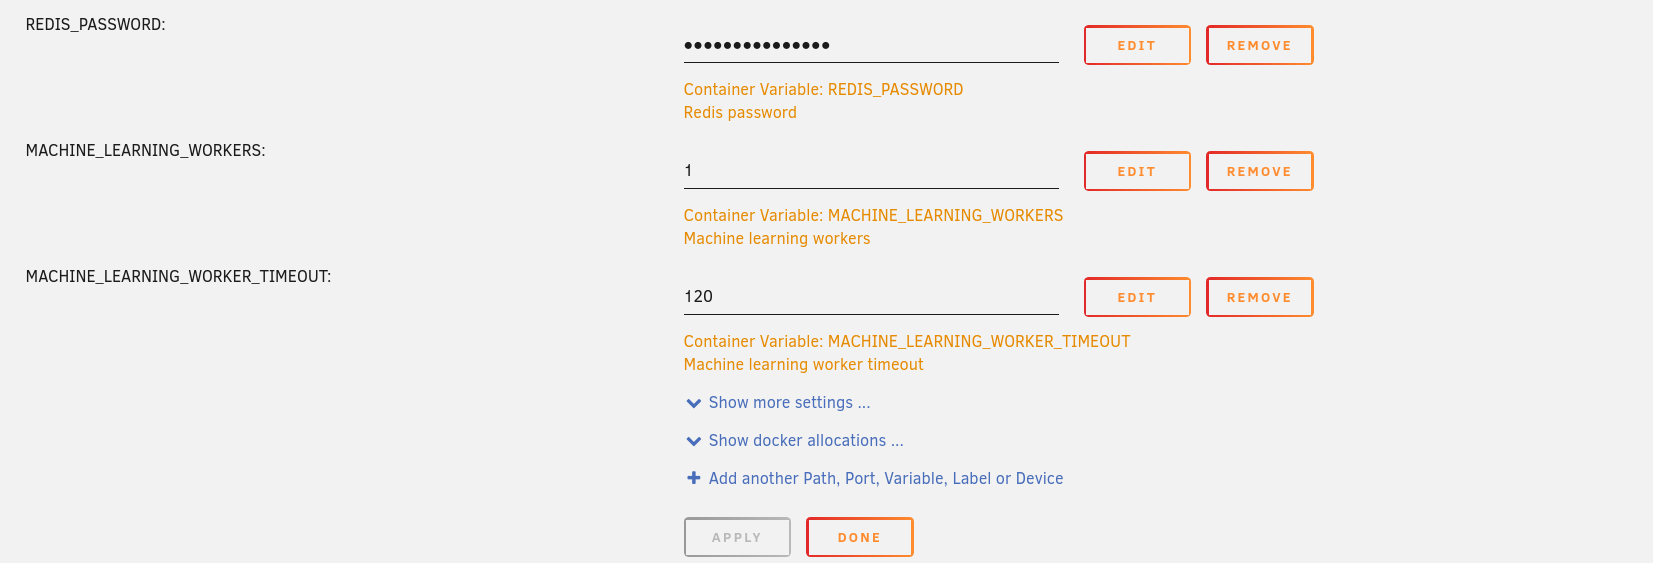 REDIS_PASSWORD:
•••••••••••••••
EDIT
REMOVE
Container Variable: REDIS_PASSWORD
Redis password
MACHINE_LEARNING_WORKERS:
1
EDIT
REMOVE
Container Variable: MACHINE_LEARNING_WORKERS
Machine learning workers
MACHINE_LEARNING_WORKER_TIMEOUT:
120
EDIT
REMOVE
Container Variable: MACHINE_LEARNING_WORKER_TIMEOUT
Machine learning worker timeout
Show more settings ...
Show docker allocations ...
Add another Path, Port, Variable, Label or Device
APPLY
DONE